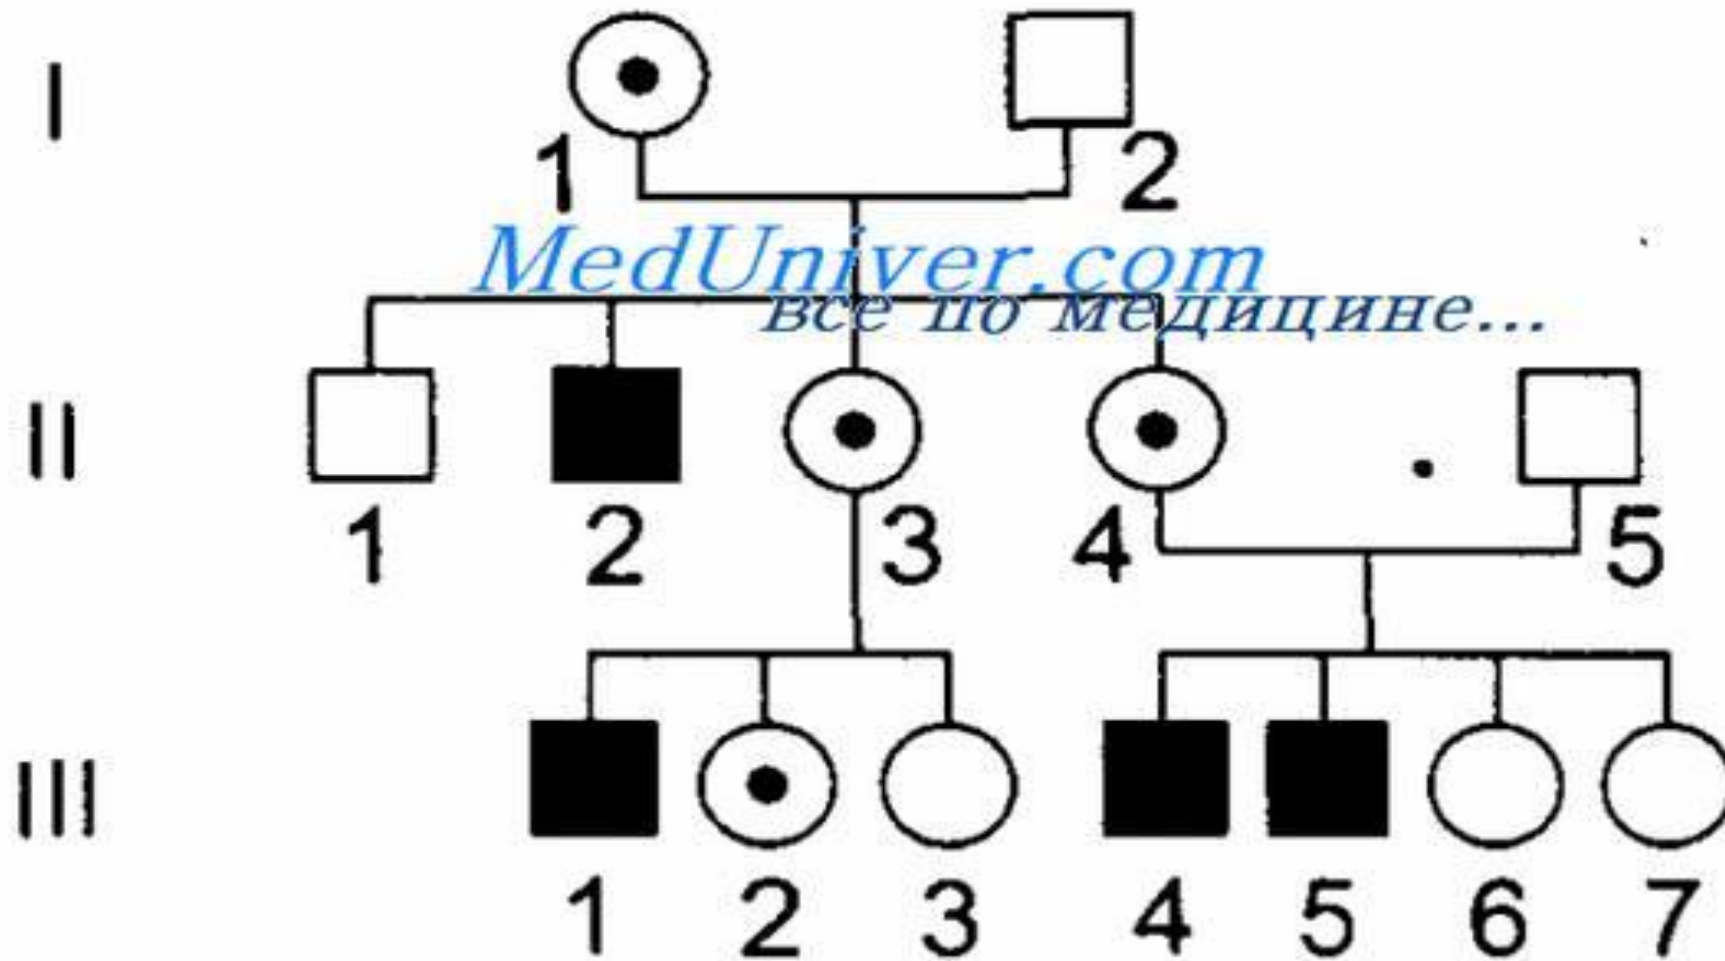 I
1 2
MedUniver.com
все по медицине...
II
1 2 3 4 5
III
1 2 3 4 5 6 7